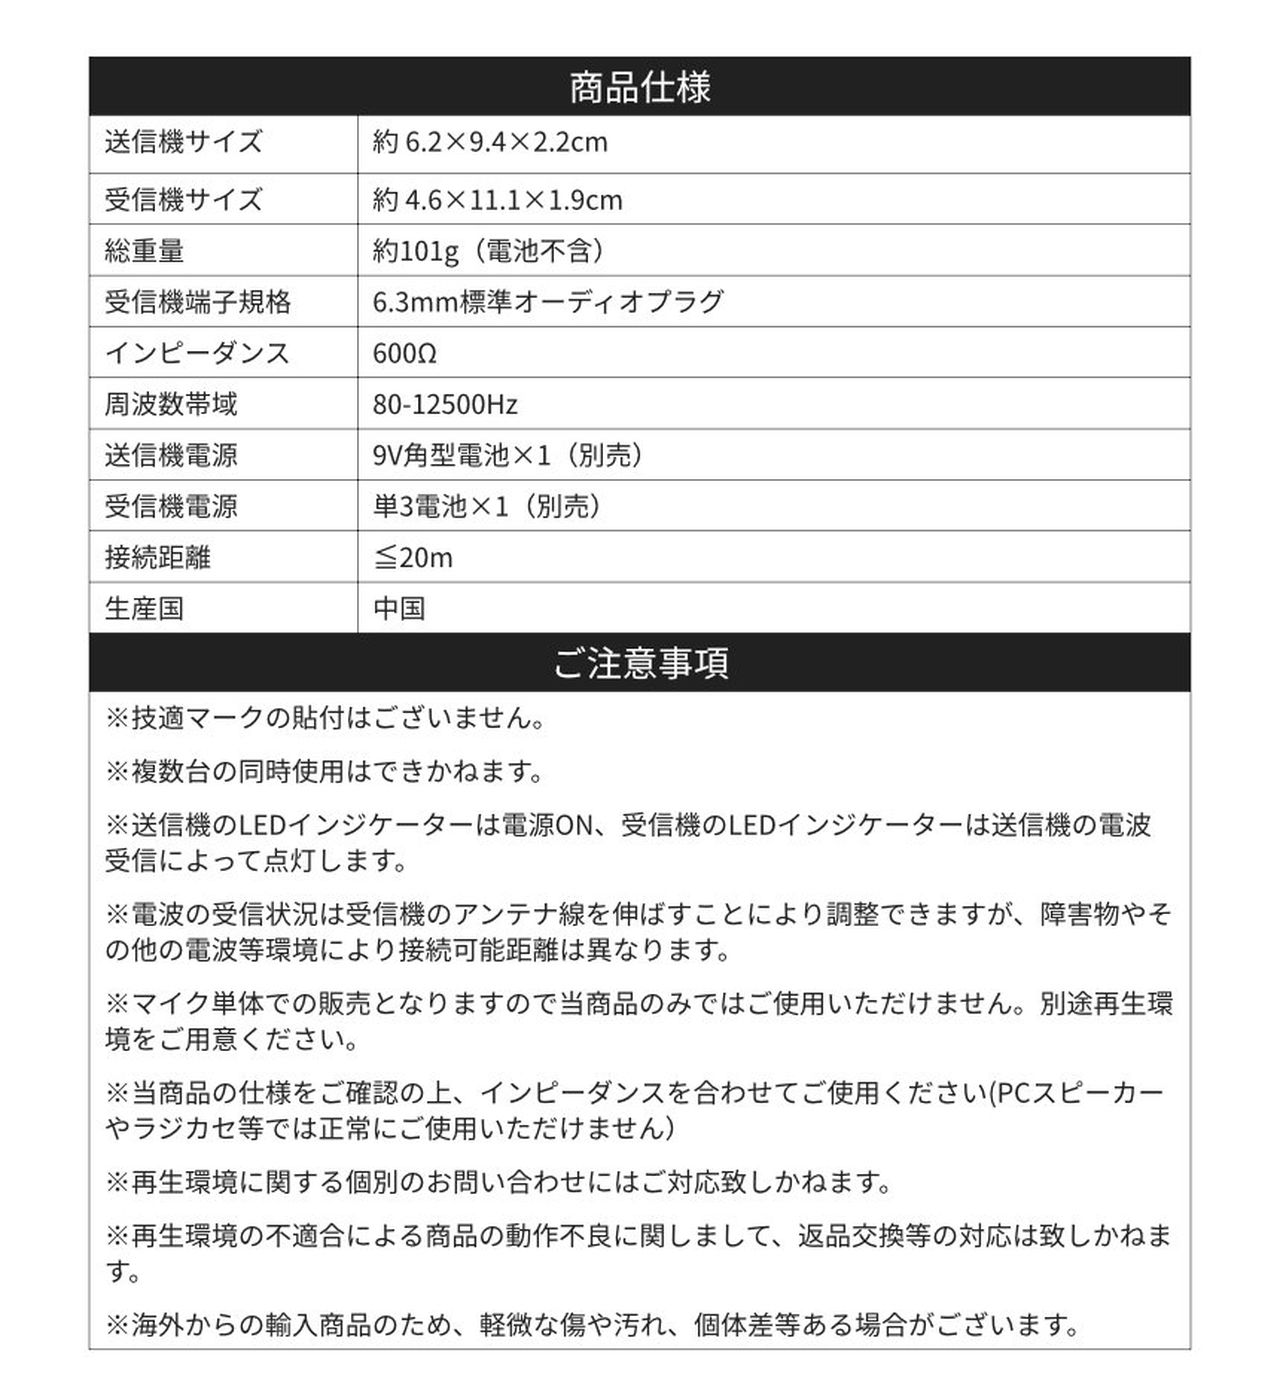 商品仕様
送信機サイズ 約 6.2×9.4×2.2cm
受信機サイズ 約 4.6×11.1×1.9cm
総重量 約101g（電池不含）
受信機端子規格 6.3mm標準オーディオプラグ
インピーダンス 600Ω
周波数帯域 80-12500Hz
送信機電源 9V角型電池×1（別売）
受信機電源 単3電池×1（別売）
接続距離 ≦20m
生産国 中国
ご注意事項
※技適マークの貼付はございません。
※複数台の同時使用はできかねます。
※送信機のLEDインジケーターは電源ON、受信機のLEDインジケーターは送信機の電波
受信によって点灯します。
※電波の受信状況は受信機のアンテナ線を伸ばすことにより調整できますが、障害物やそ
の他の電波等環境により接続可能距離は異なります。
※マイク単体での販売となりますので当商品のみではご使用いただけません。別途再生環
境をご用意ください。
※当商品の仕様をご確認の上、インピーダンスを合わせてご使用ください(PCスピーカー
やラジカセ等では正常にご使用いただけません）
※再生環境に関する個別のお問い合わせにはご対応致しかねます。
※再生環境の不適合による商品の動作不良に関しまして、返品交換等の対応は致しかねま
す。
※海外からの輸入商品のため、軽微な傷や汚れ、個体差等ある場合がございます。